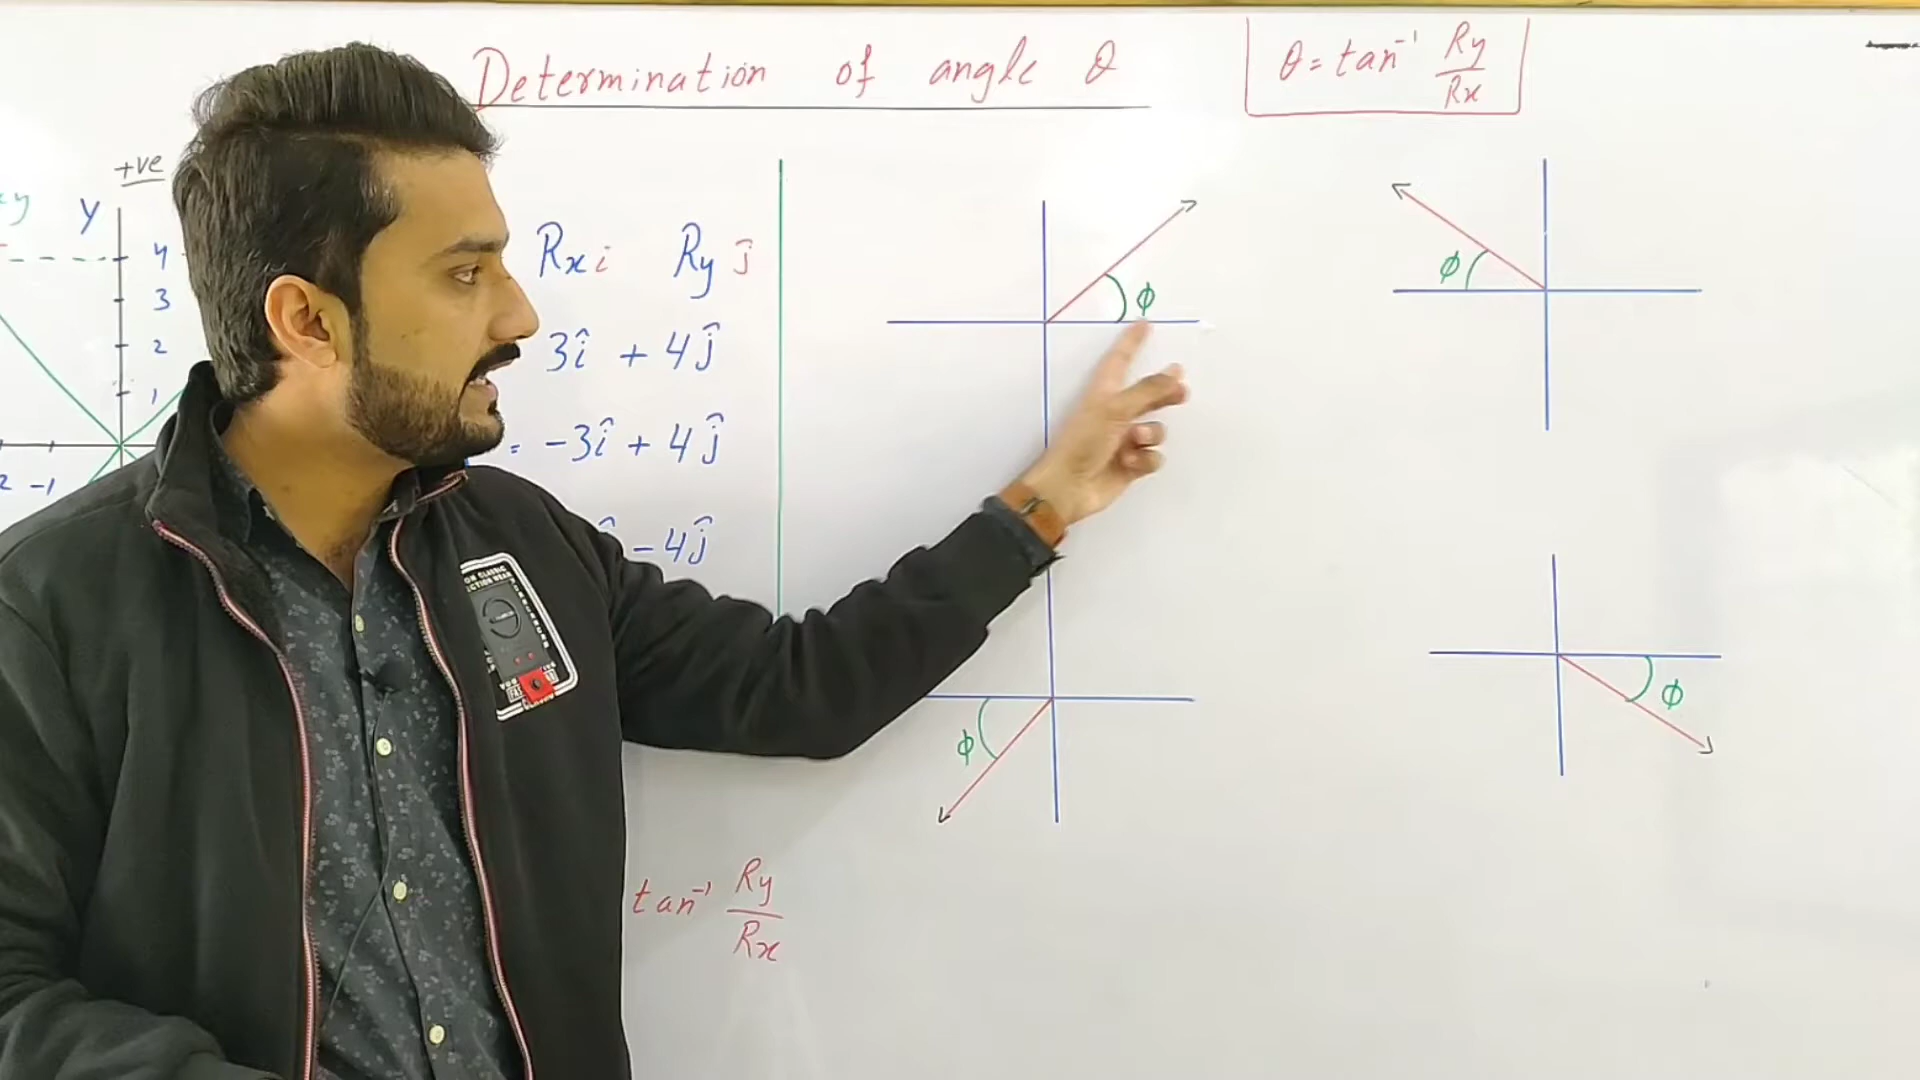 Determination of angle θ
θ = tan⁻¹ Ry/Rx
+ve
Y
4
3
2
1
2 -1
Rx i Ry j
3î + 4ĵ
= -3î + 4ĵ
- 4ĵ
ϕ
ϕ
ϕ
ϕ
tan⁻¹ Ry/Rx